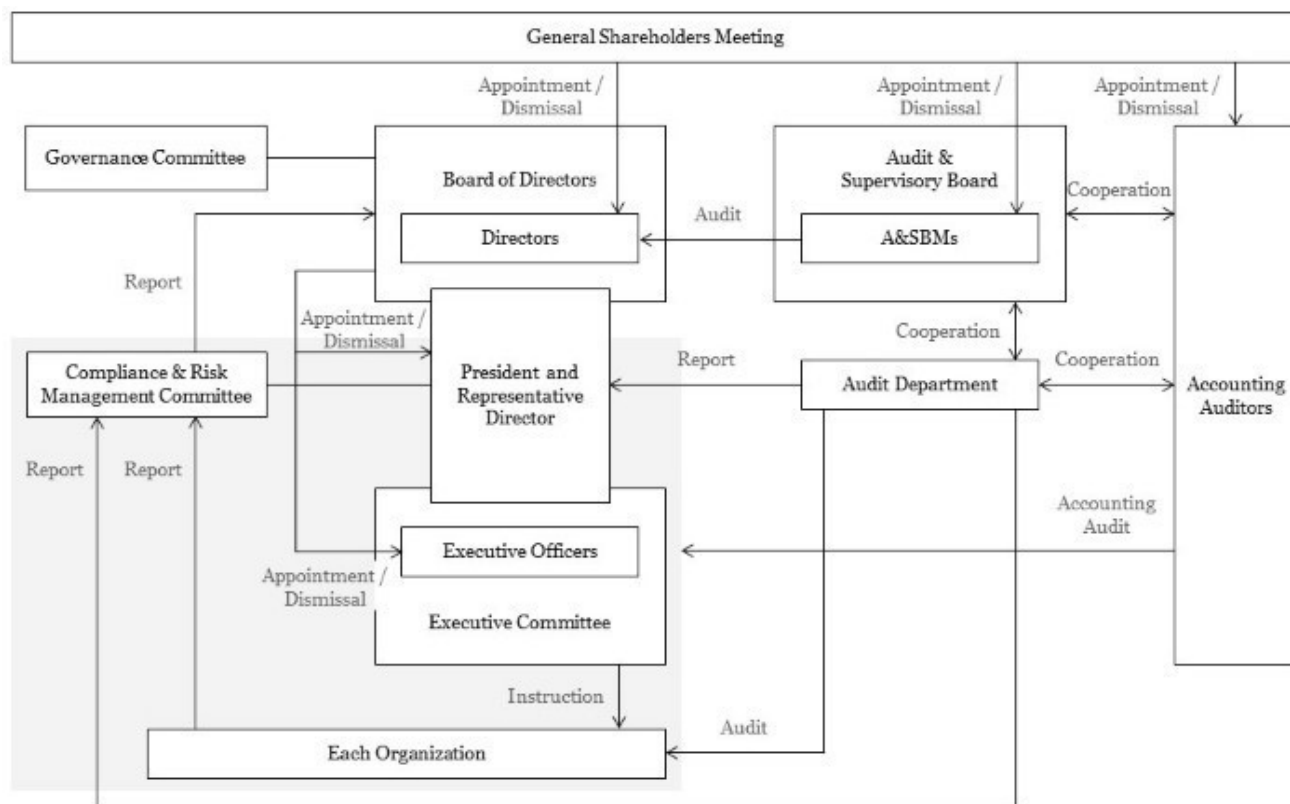 General Shareholders Meeting
Appointment /
Dismissal
Appointment /
Dismissal
Appointment /
Dismissal
Governance Committee
Board of Directors
Directors
Audit &
Supervisory Board
A&SBMs
Audit
Cooperation
Report
Appointment /
Dismissal
Cooperation
Compliance & Risk
Management Committee
President and
Representative
Director
Report
Audit Department
Cooperation
Accounting
Auditors
Report
Report
Accounting
Audit
Executive Officers
Appointment /
Dismissal
Executive Committee
Instruction
Audit
Each Organization